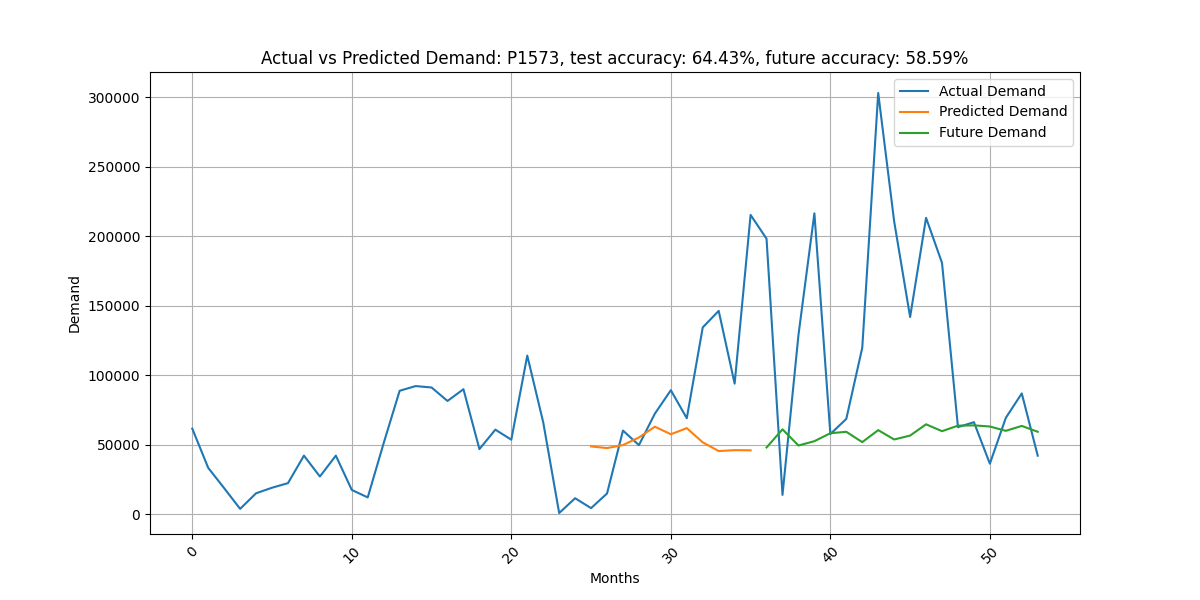 Actual vs Predicted Demand: P1573, test accuracy: 64.43%, future accuracy: 58.59%
Actual Demand
Predicted Demand
Future Demand
300000
250000
200000
150000
100000
50000
0
Demand
0
10
20
30
40
50
Months